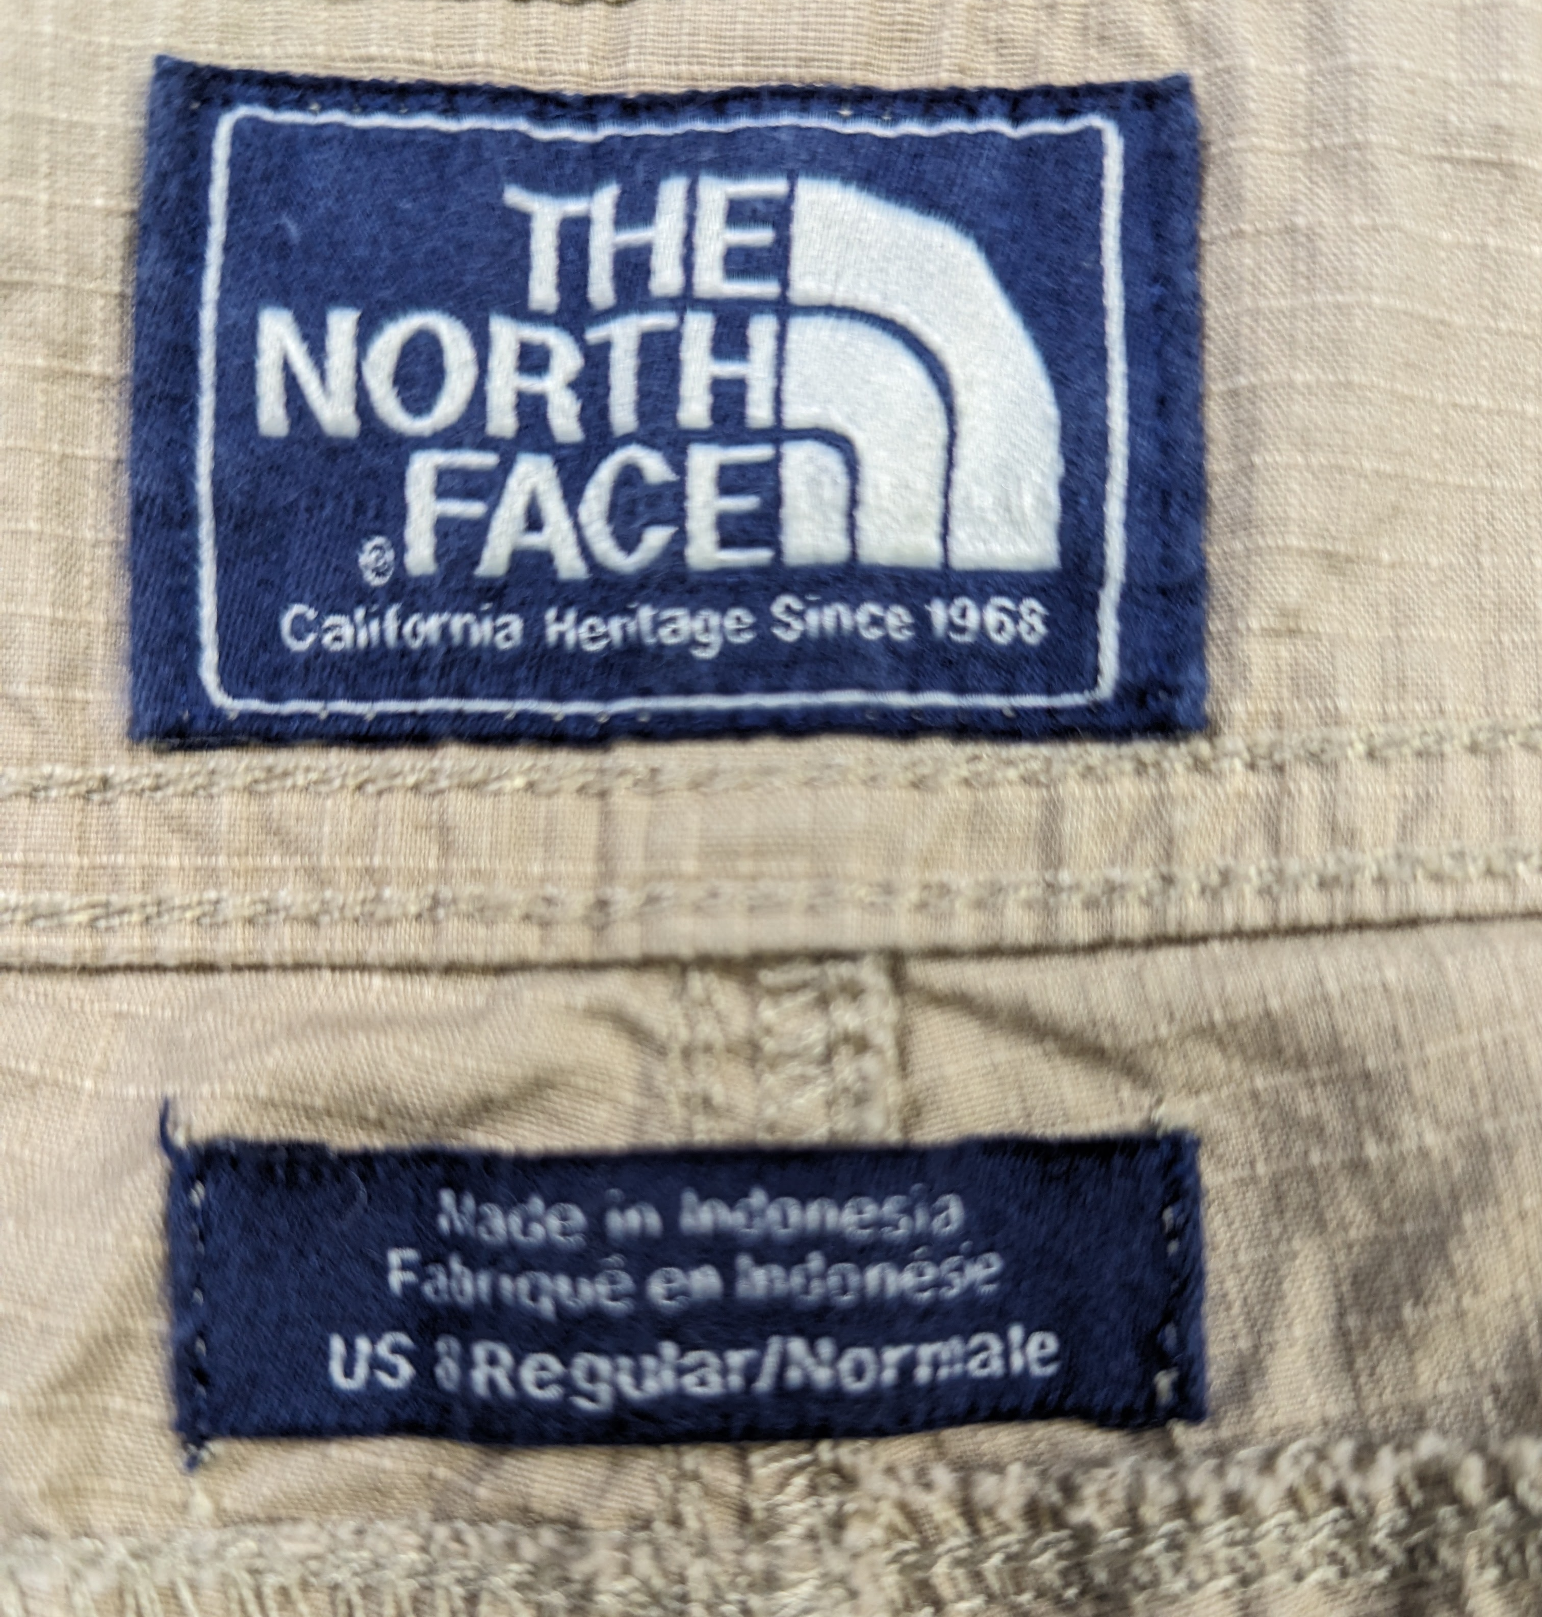 THE
NORTH
FACE
®
California Heritage Since 1968
Made in Indonesia
Fabriqué en Indonésie
US 8 Regular/Normale